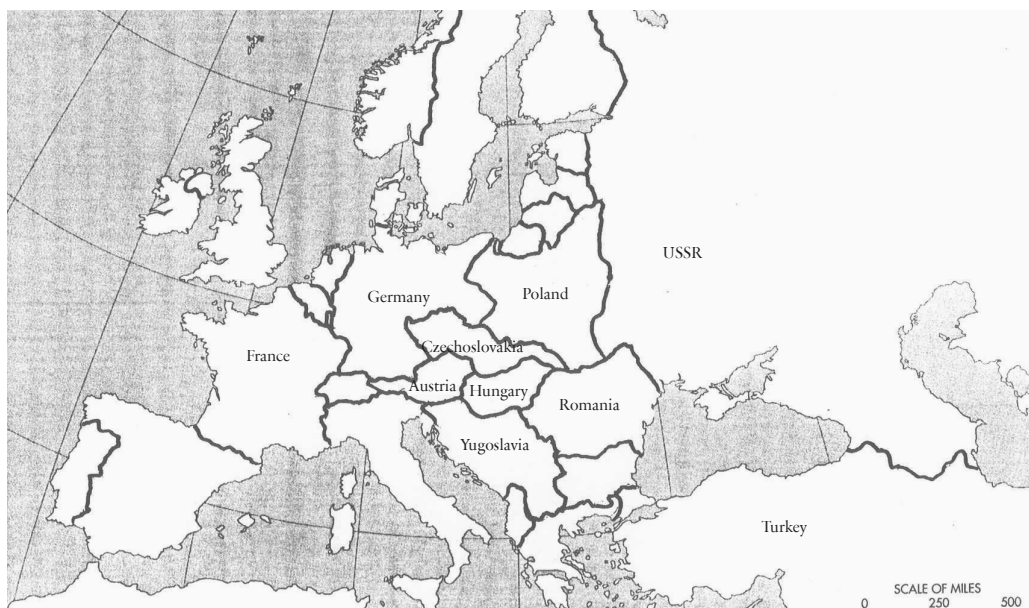 USSR
Germany
Poland
Czechoslovakia
France
Austria
Hungary
Romania
Yugoslavia
Turkey
SCALE OF MILES
0 250 500